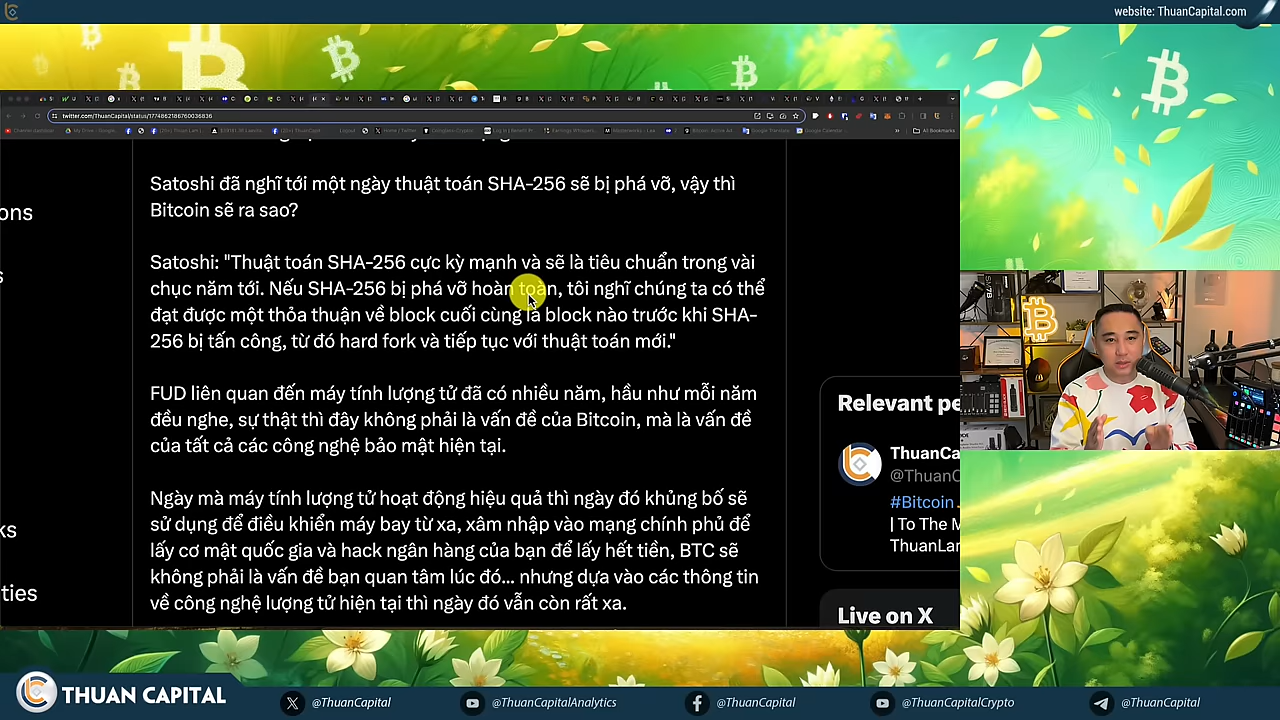 website: ThuanCapital.com
twitter.com/ThuanCapital/status/1774862186760036836
All Bookmarks
Satoshi đã nghĩ tới một ngày thuật toán SHA-256 sẽ bị phá vỡ, vậy thì
Bitcoin sẽ ra sao?
Satoshi: "Thuật toán SHA-256 cực kỳ mạnh và sẽ là tiêu chuẩn trong vài
chục năm tới. Nếu SHA-256 bị phá vỡ hoàn toàn, tôi nghĩ chúng ta có thể
đạt được một thỏa thuận về block cuối cùng là block nào trước khi SHA-
256 bị tấn công, từ đó hard fork và tiếp tục với thuật toán mới."
FUD liên quan đến máy tính lượng tử đã có nhiều năm, hầu như mỗi năm
đều nghe, sự thật thì đây không phải là vấn đề của Bitcoin, mà là vấn đề
của tất cả các công nghệ bảo mật hiện tại.
Ngày mà máy tính lượng tử hoạt động hiệu quả thì ngày đó khủng bố sẽ
sử dụng để điều khiển máy bay từ xa, xâm nhập vào mạng chính phủ để
lấy cơ mật quốc gia và hack ngân hàng của bạn để lấy hết tiền, BTC sẽ
không phải là vấn đề bạn quan tâm lúc đó... nhưng dựa vào các thông tin
về công nghệ lượng tử hiện tại thì ngày đó vẫn còn rất xa.
ons
s
ks
ties
Relevant pe
ThuanCa
@ThuanC
#Bitcoin
| To The M
ThuanLar
Live on X
THUAN CAPITAL
@ThuanCapital
@ThuanCapitalAnalytics
@ThuanCapital
@ThuanCapitalCrypto
@ThuanCapital